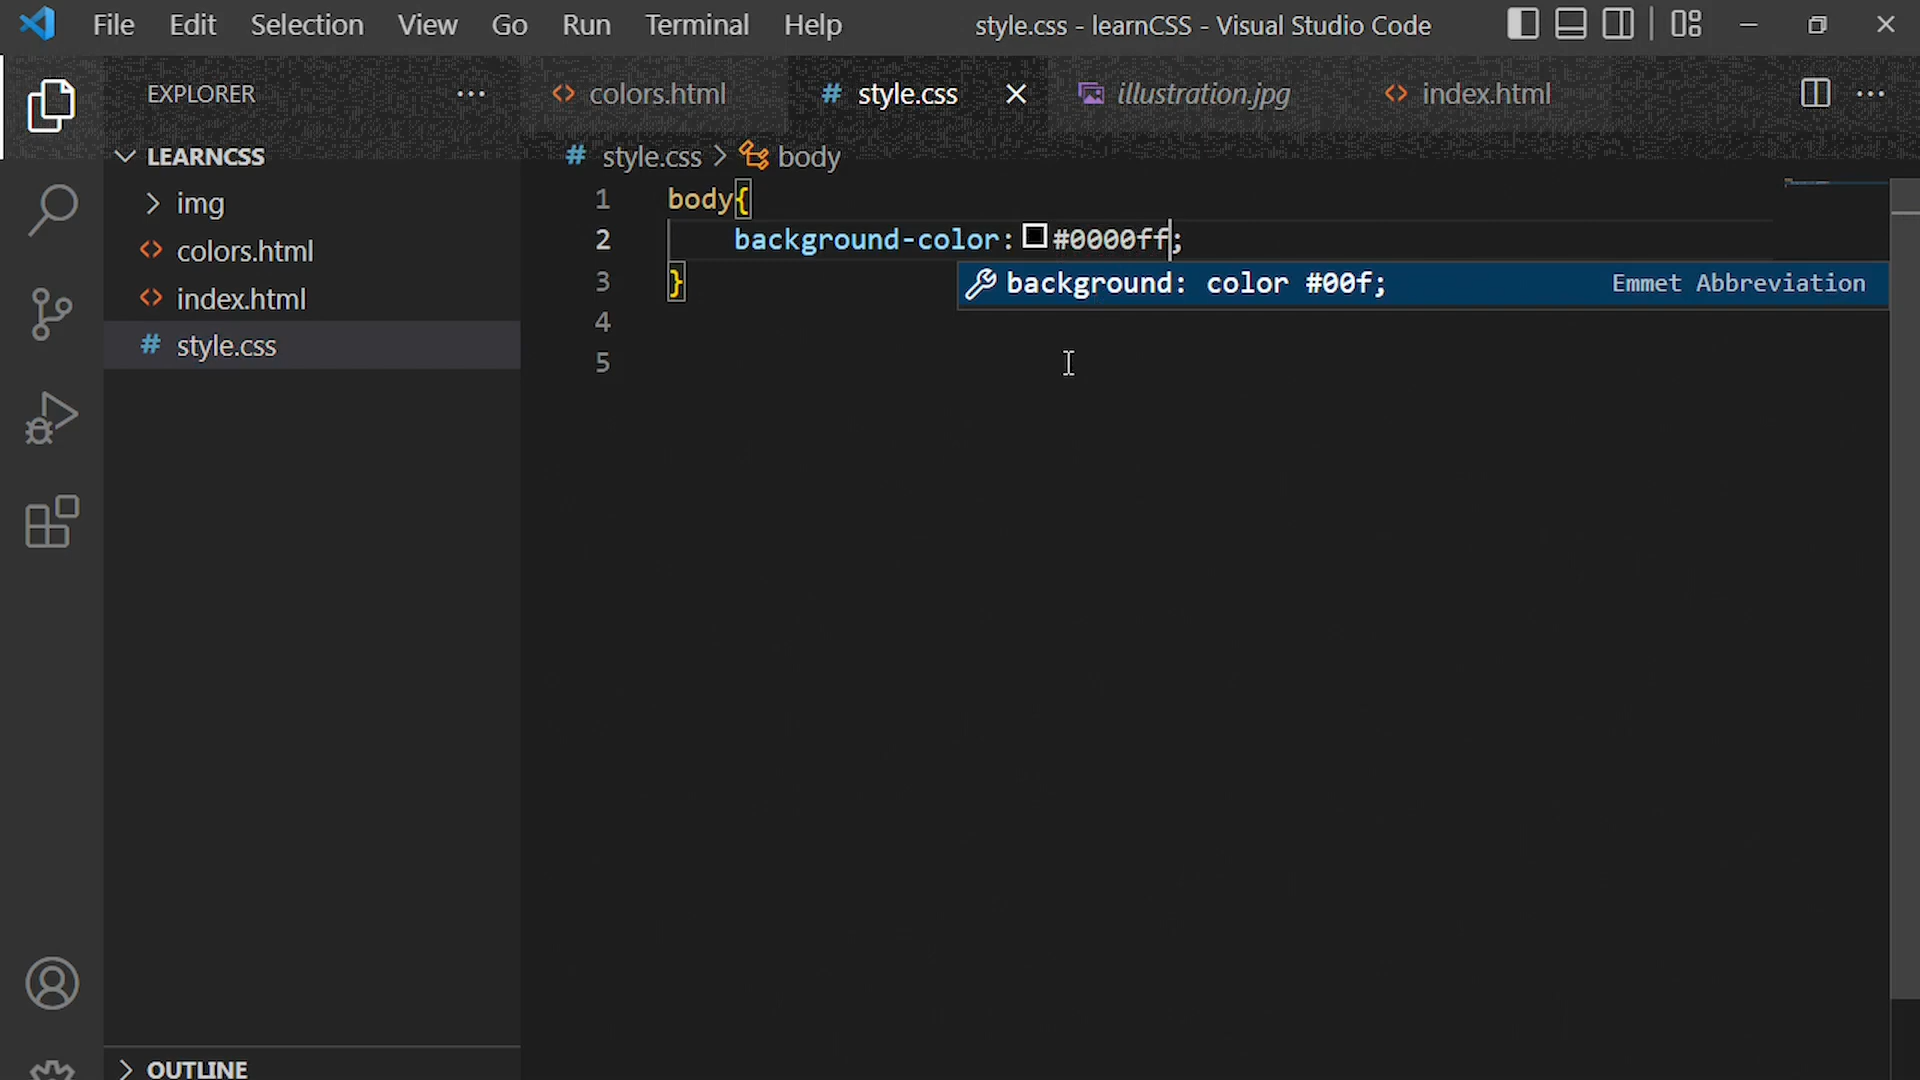 File Edit Selection View Go Run Terminal Help style.css - learnCSS - Visual Studio Code
EXPLORER
colors.html style.css illustration.jpg index.html
LEARNCSS
style.css > body
img
colors.html
index.html
style.css
1 body{
2 background-color: #0000ff;
3 }
4
5
background: color #00f; Emmet Abbreviation
OUTLINE